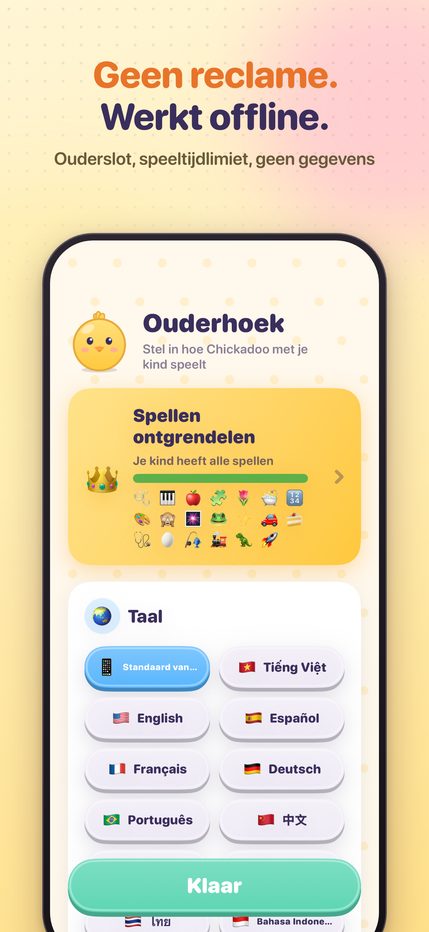 Geen reclame.
Werkt offline.
Ouderslot, speeltijdlimiet, geen gegevens
Ouderhoek
Stel in hoe Chickadoo met je
kind speelt
Spellen
ontgrendelen
Je kind heeft alle spellen
Taal
Standaard van...
Tiếng Việt
English
Español
Français
Deutsch
Português
中文
Klaar
ไทย
Bahasa Indone...